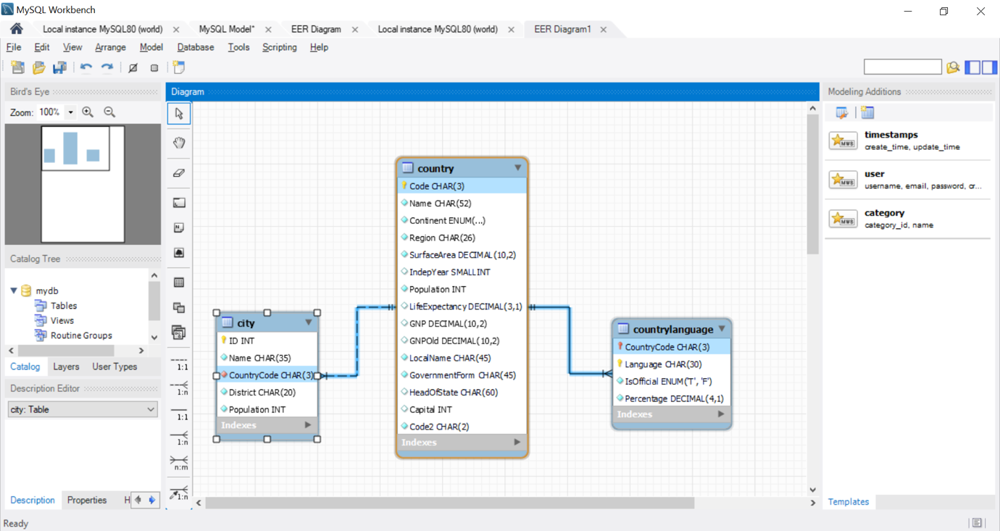 MySQL Workbench
Local instance MySQL80 (world)
MySQL Model*
EER Diagram
Local instance MySQL80 (world)
EER Diagram1
File Edit View Arrange Model Database Tools Scripting Help
Bird's Eye
Zoom: 100%
Catalog Tree
mydb
Tables
Views
Routine Groups
Catalog Layers User Types
Description Editor
city: Table
Description Properties H
Ready
Diagram
1:1
1:n
1:1
1:n
n:m
1:n
city
ID INT
Name CHAR(35)
CountryCode CHAR(3)
District CHAR(20)
Population INT
Indexes
country
Code CHAR(3)
Name CHAR(52)
Continent ENUM(...)
Region CHAR(26)
SurfaceArea DECIMAL(10,2)
IndepYear SMALLINT
Population INT
LifeExpectancy DECIMAL(3,1)
GNP DECIMAL(10,2)
GNPOld DECIMAL(10,2)
LocalName CHAR(45)
GovernmentForm CHAR(45)
HeadOfState CHAR(60)
Capital INT
Code2 CHAR(2)
Indexes
countrylanguage
CountryCode CHAR(3)
Language CHAR(30)
IsOfficial ENUM('T', 'F')
Percentage DECIMAL(4,1)
Indexes
Modeling Additions
MWB
timestamps
create_time, update_time
MWB
user
username, email, password, cr...
MWB
category
category_id, name
Templates